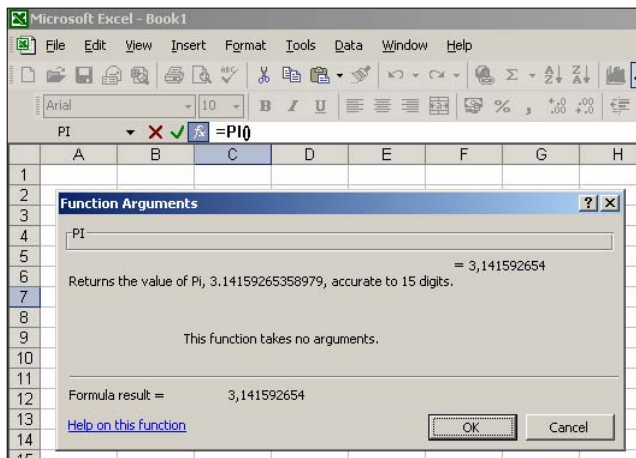 Microsoft Excel - Book1
File Edit View Insert Format Tools Data Window Help
Arial 10 B I U
PI =PI()
A B C D E F G H
1
2
3
4
5
6
7
8
9
10
11
12
13
14
15
Function Arguments
PI
= 3,141592654
Returns the value of Pi, 3.14159265358979, accurate to 15 digits.
This function takes no arguments.
Formula result = 3,141592654
Help on this function OK Cancel